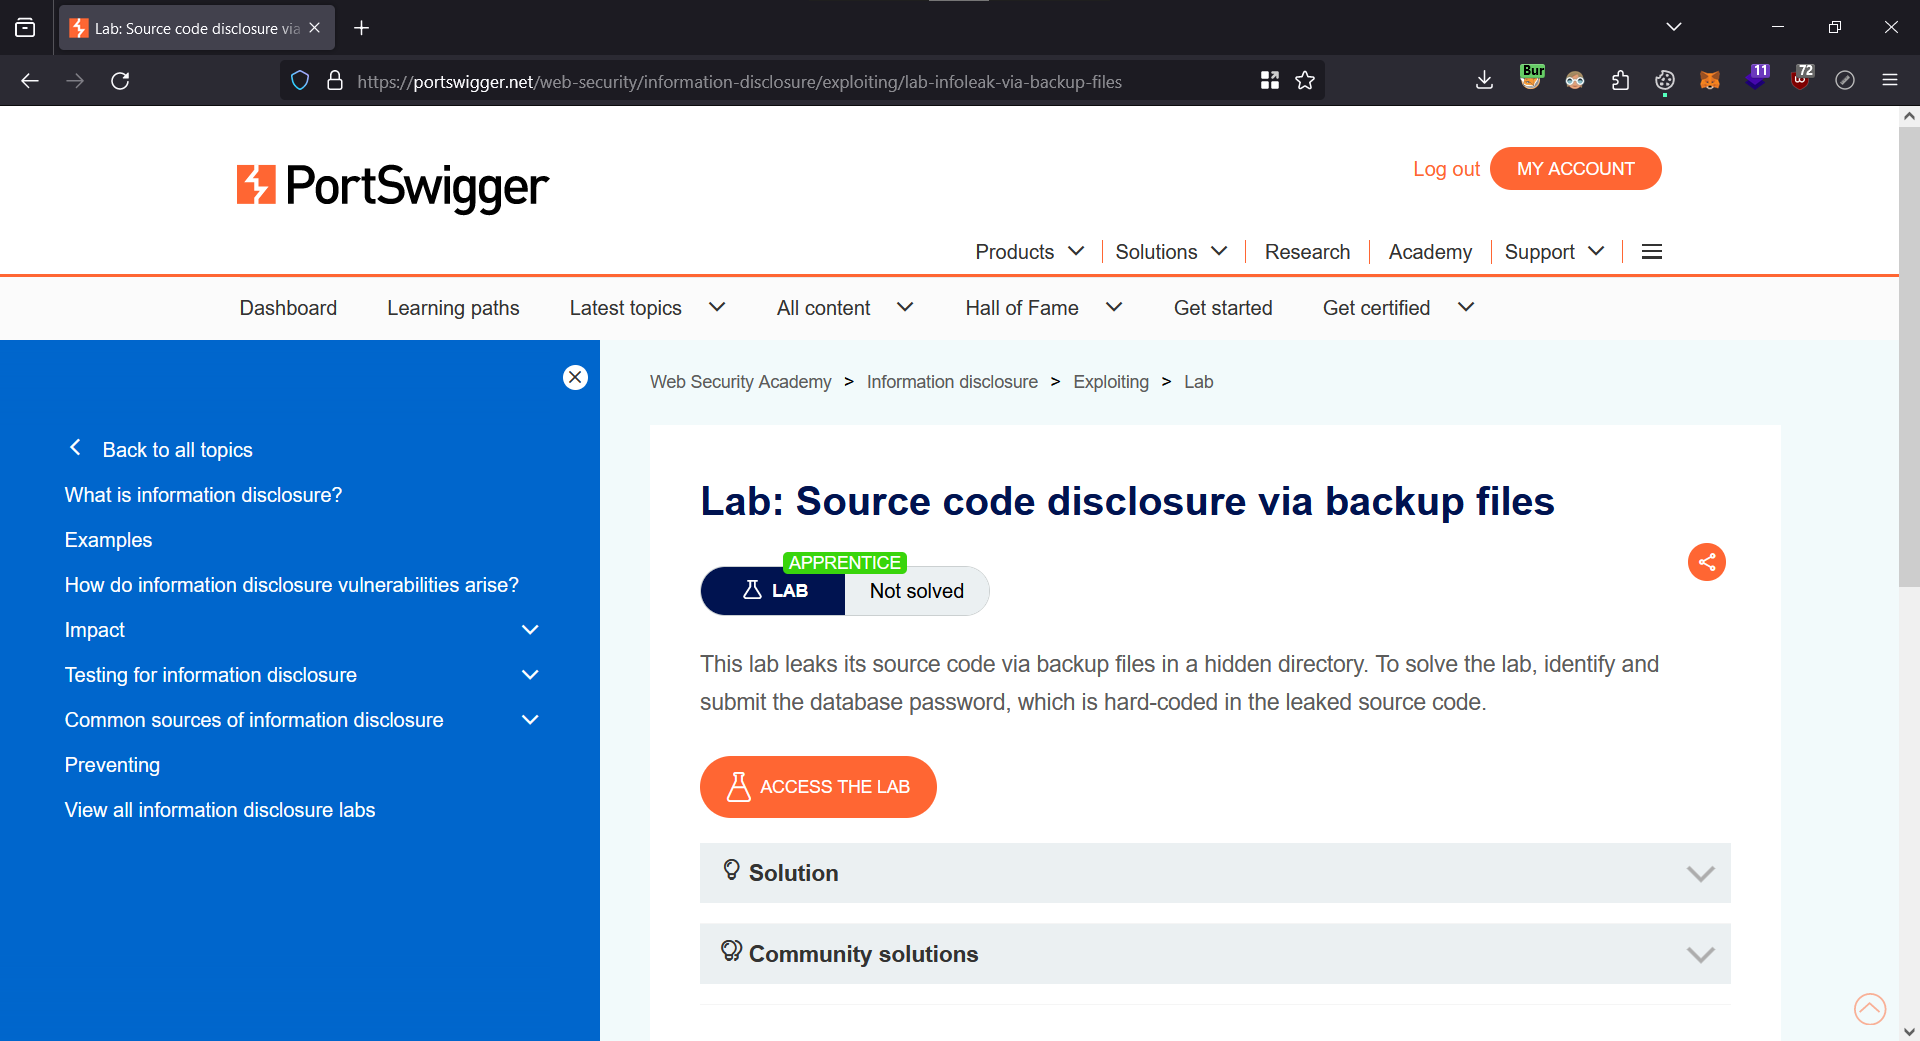 Lab: Source code disclosure via
https://portswigger.net/web-security/information-disclosure/exploiting/lab-infoleak-via-backup-files
Bur
11
72
PortSwigger
Log out
MY ACCOUNT
Products
Solutions
Research
Academy
Support
Dashboard
Learning paths
Latest topics
All content
Hall of Fame
Get started
Get certified
Back to all topics
What is information disclosure?
Examples
How do information disclosure vulnerabilities arise?
Impact
Testing for information disclosure
Common sources of information disclosure
Preventing
View all information disclosure labs
Web Security Academy > Information disclosure > Exploiting > Lab
Lab: Source code disclosure via backup files
APPRENTICE
LAB
Not solved
This lab leaks its source code via backup files in a hidden directory. To solve the lab, identify and
submit the database password, which is hard-coded in the leaked source code.
ACCESS THE LAB
Solution
Community solutions